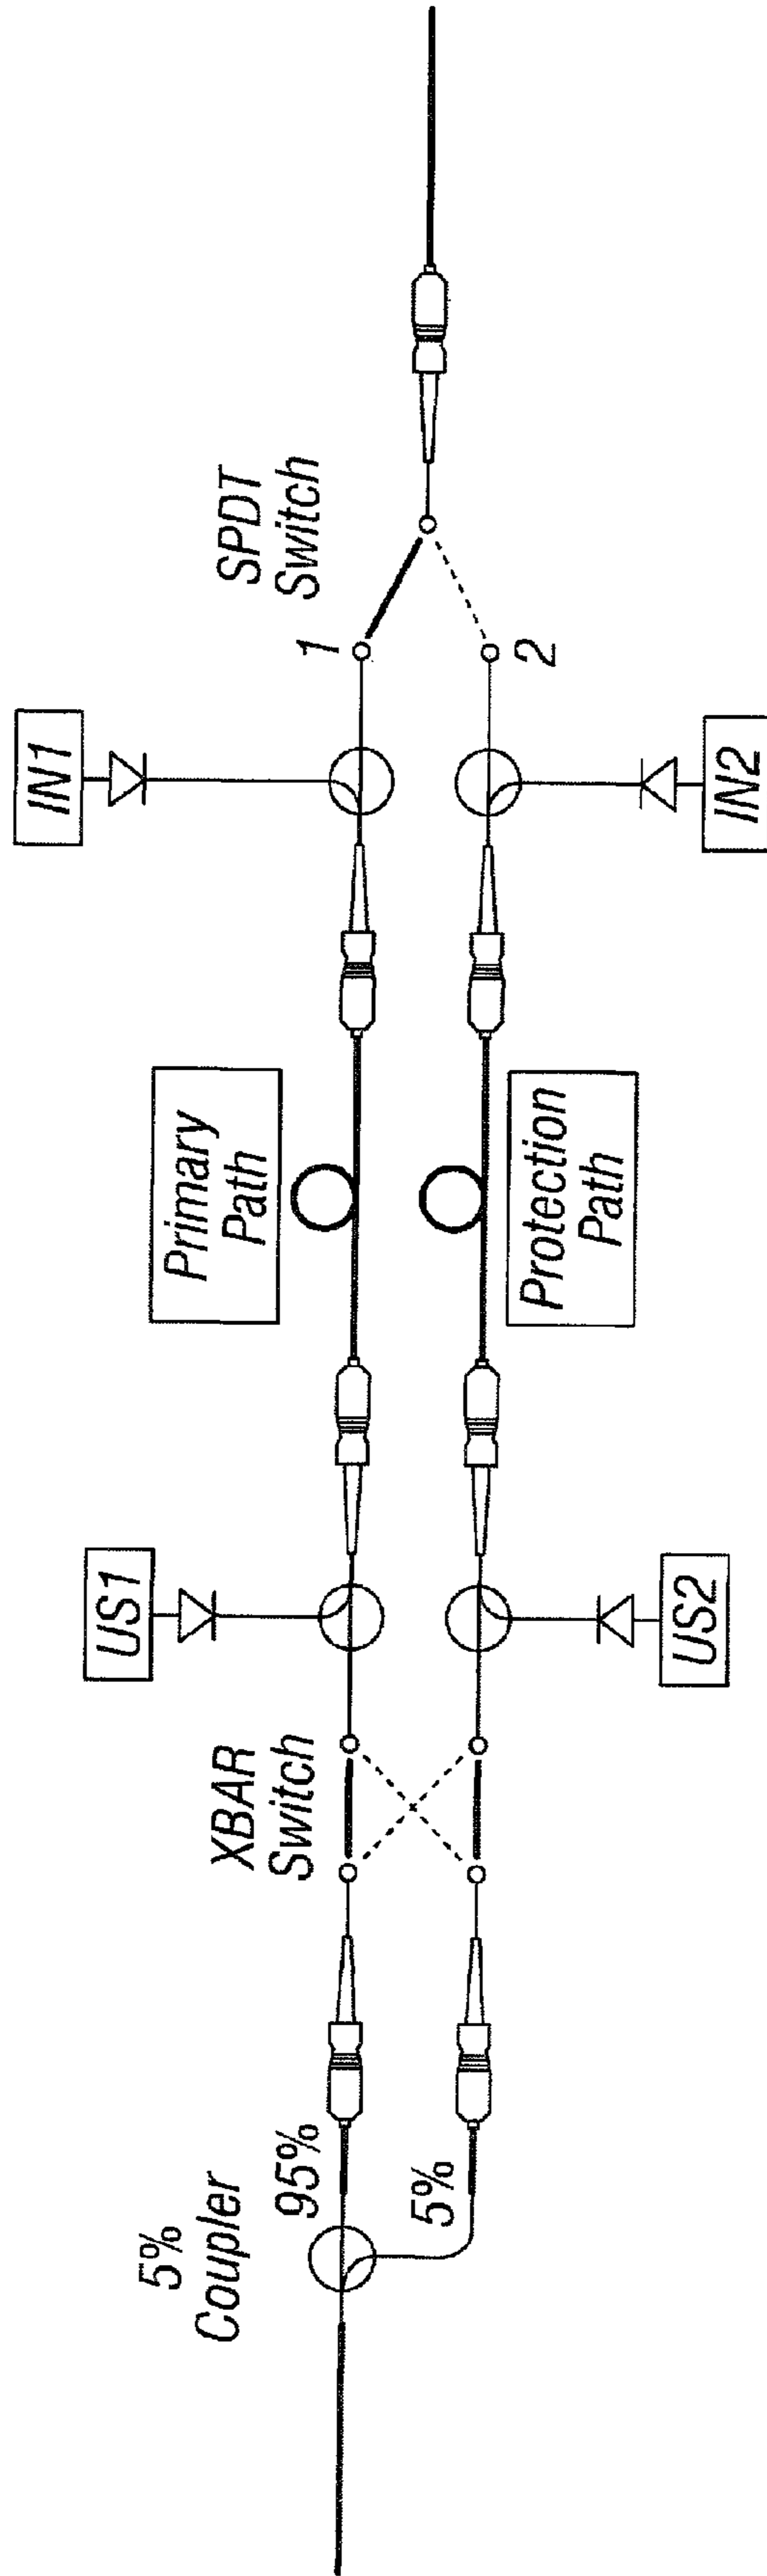 5%
Coupler
95%
5%
XBAR
Switch
US1
US2
Primary
Path
Protection
Path
IN1
IN2
SPDT
Switch
1
2